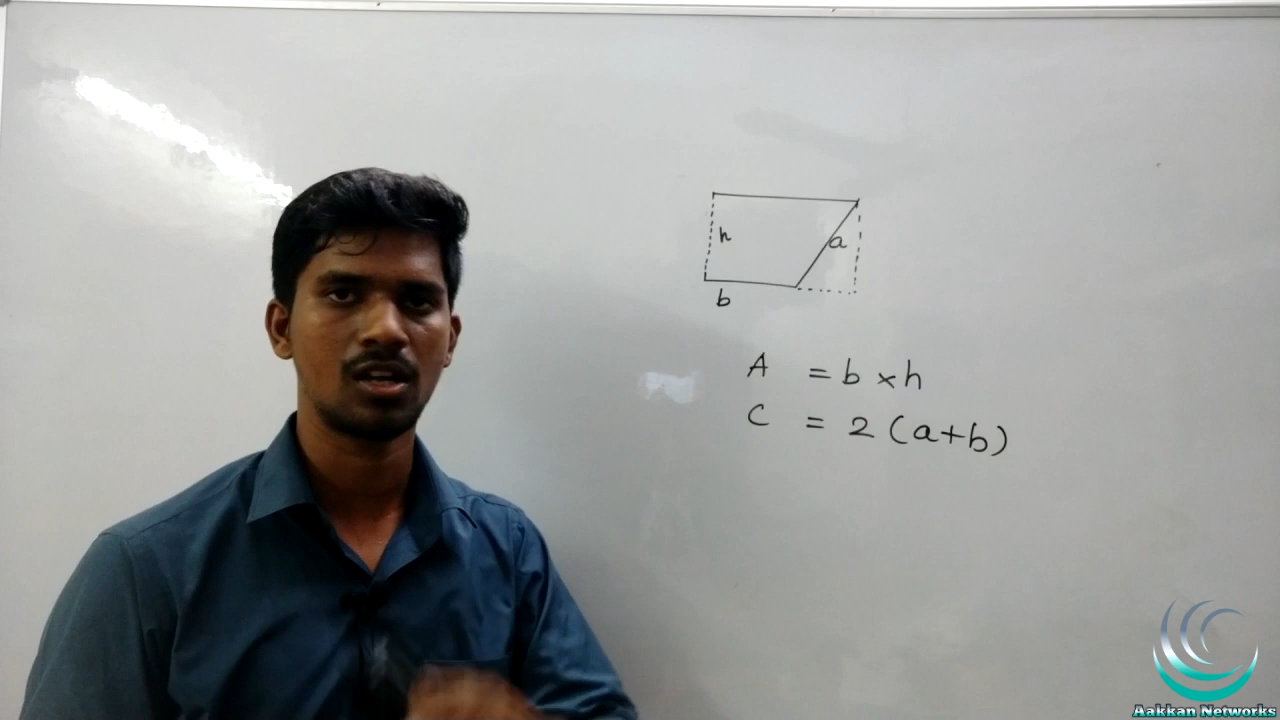 h
a
b
A = b × h
C = 2 (a+b)
Aakkan Networks